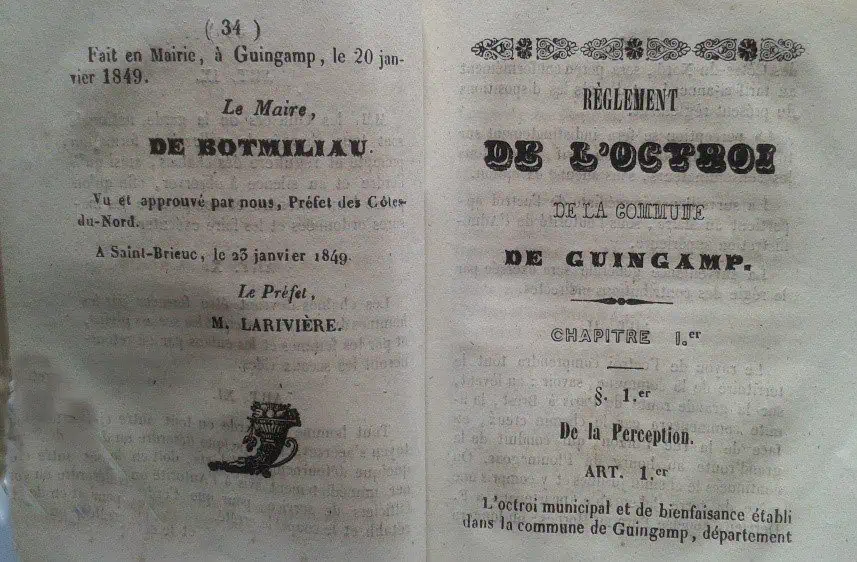 ( 34 )
Fait en Mairie, à Guingamp, le 20 jan-
vier 1849.
Le Maire,
DE BOTMILIAU.
Vu et approuvé par nous, Préfet des Côtes-
du-Nord.
A Saint-Brieuc, le 23 janvier 1849.
Le Préfet,
M. LARIVIÈRE.
RÈGLEMENT
DE L'OCTROI
DE LA COMMUNE
DE GUINGAMP.
CHAPITRE I.er
§. 1.er
De la Perception.
ART. 1.er
L'octroi municipal et de bienfaisance établi
dans la commune de Guingamp, département